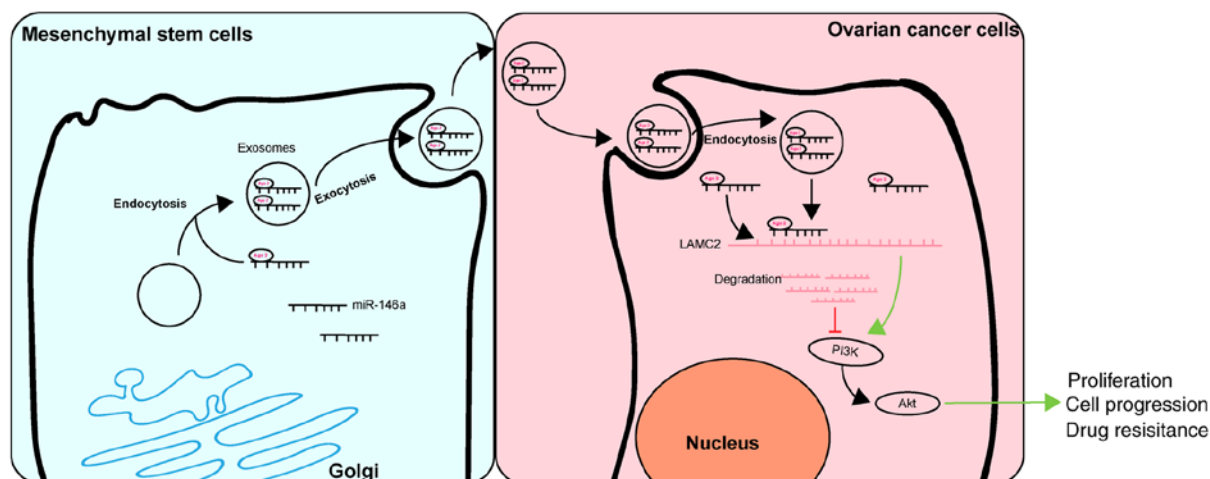 Mesenchymal stem cells
Ovarian cancer cells
Exosomes
Endocytosis
Exocytosis
Endocytosis
LAMC2
Degradation
miR-146a
PI3K
Akt
Proliferation
Cell progression
Drug resisitance
Nucleus
Golgi